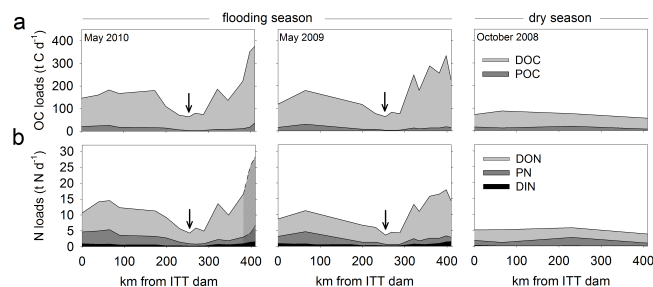 flooding season
dry season
a
May 2010
May 2009
October 2008
OC loads (t C d-1)
400
300
200
100
0
DOC
POC
b
N loads (t N d-1)
30
25
20
15
10
5
0
DON
PN
DIN
0 100 200 300 400
0 100 200 300 400
0 100 200 300 400
km from ITT dam
km from ITT dam
km from ITT dam